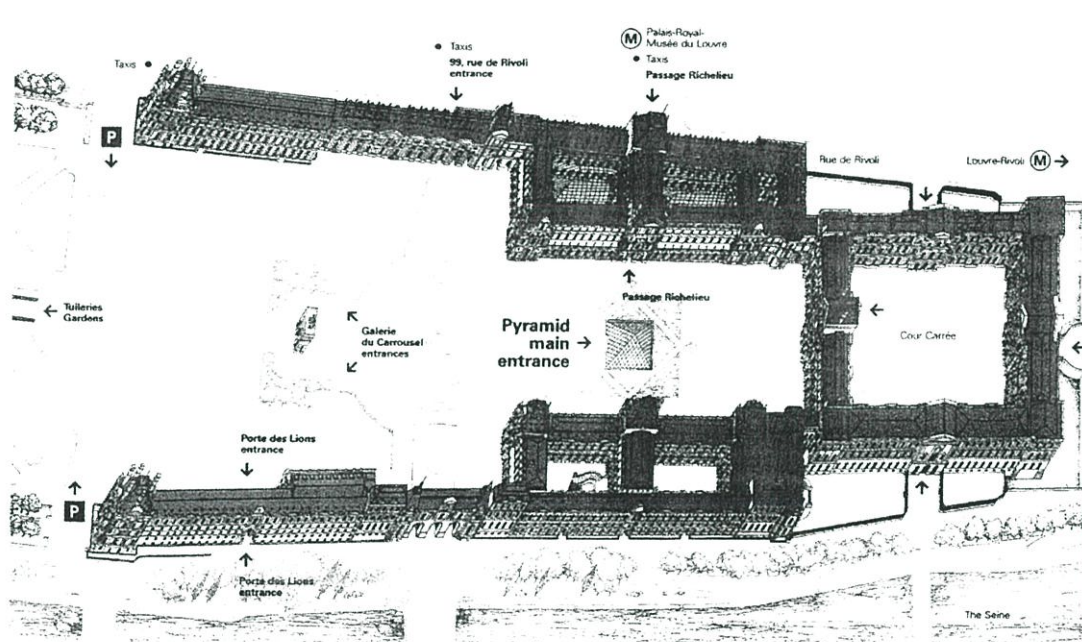 Taxis
Taxis
99, rue de Rivoli
entrance
M Palais-Royal-
Musée du Louvre
Taxis
Passage Richelieu
P
Rue de Rivoli
Louvre-Rivoli M
Passage Richelieu
Tuileries
Gardens
Galerie
du Carrousel
entrances
Pyramid
main
entrance
Cour Carrée
Porte des Lions
entrance
P
Porte des Lions
entrance
The Seine